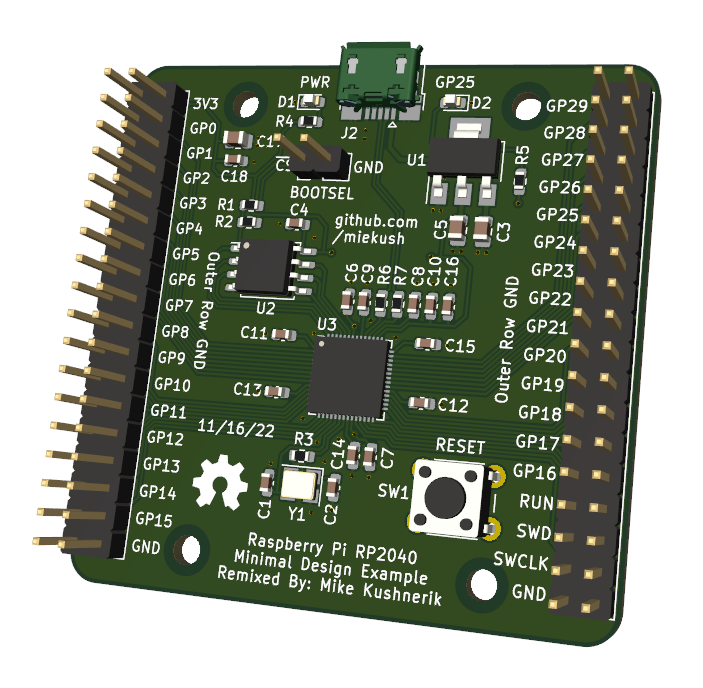 PWR
GP25
D1
D2
R4
J2
3V3
GP0
GP1
GP2
GP3
GP4
GP5
GP6
GP7
GP8
GP9
GP10
GP11
GP12
GP13
GP14
GP15
GND
C18
GND
BOOTSEL
U1
R5
R1
R2
C4
github.com
/miekush
C5
C3
U2
Outer Row GND
C6
C9
R6
R7
C8
C10
C16
U3
C11
C15
C13
C12
Outer Row GND
11/16/22
R3
C14
C7
RESET
SW1
C1
Y1
C2
Raspberry Pi RP2040
Minimal Design Example
Remixed By: Mike Kushnerik
GP29
GP28
GP27
GP26
GP25
GP24
GP23
GP22
GP21
GP20
GP19
GP18
GP17
GP16
RUN
SWD
SWCLK
GND